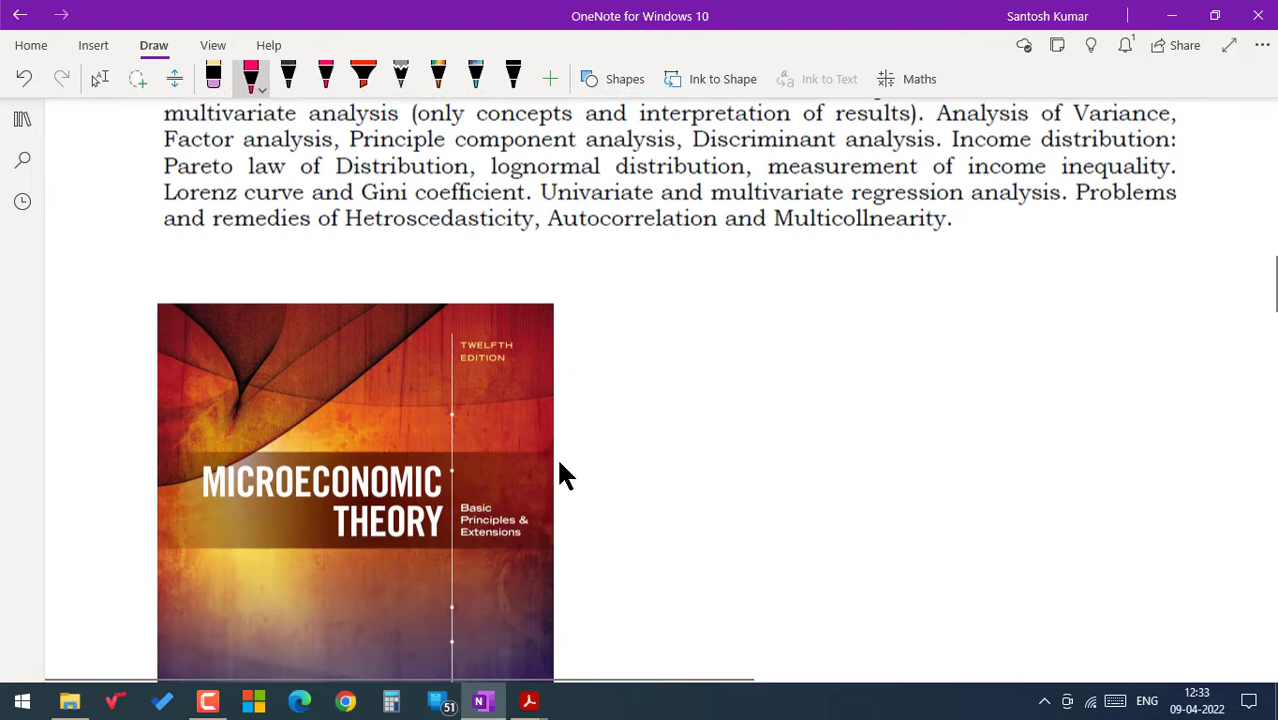 OneNote for Windows 10
Santosh Kumar
Home Insert Draw View Help
Share
Shapes
Ink to Shape
Ink to Text
Maths
multivariate analysis (only concepts and interpretation of results). Analysis of Variance,
Factor analysis, Principle component analysis, Discriminant analysis. Income distribution:
Pareto law of Distribution, lognormal distribution, measurement of income inequality.
Lorenz curve and Gini coefficient. Univariate and multivariate regression analysis. Problems
and remedies of Hetroscedasticity, Autocorrelation and Multicollnearity.
TWELFTH
EDITION
MICROECONOMIC
THEORY
Basic
Principles &
Extensions
51
ENG
12:33
09-04-2022